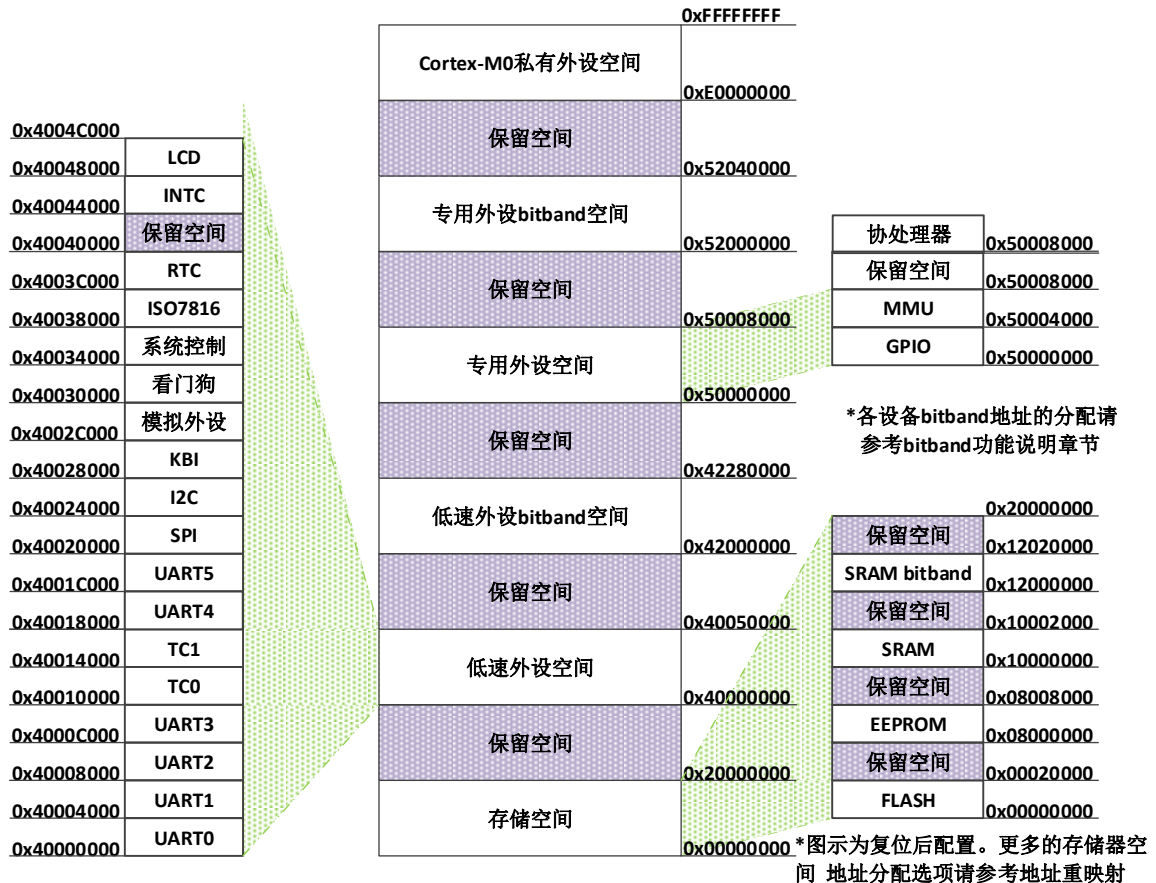 0x4004C000
LCD
0x40048000
INTC
0x40044000
保留空间
0x40040000
RTC
0x4003C000
ISO7816
0x40038000
系统控制
0x40034000
看门狗
0x40030000
模拟外设
0x4002C000
KBI
0x40028000
I2C
0x40024000
SPI
0x40020000
UART5
0x4001C000
UART4
0x40018000
TC1
0x40014000
TC0
0x40010000
UART3
0x4000C000
UART2
0x40008000
UART1
0x40004000
UART0
0x40000000
0xFFFFFFFF
Cortex-M0私有外设空间
0xE0000000
保留空间
0x52040000
专用外设bitband空间
0x52000000
保留空间
0x50008000
专用外设空间
0x50000000
保留空间
0x42280000
低速外设bitband空间
0x42000000
保留空间
0x40050000
低速外设空间
0x40000000
保留空间
0x20000000
存储空间
0x00000000
协处理器
0x50008000
保留空间
0x50008000
MMU
0x50004000
GPIO
0x50000000
*各设备bitband地址的分配请
参考bitband功能说明章节
0x20000000
保留空间
0x12020000
SRAM bitband
0x12000000
保留空间
0x10002000
SRAM
0x10000000
保留空间
0x08008000
EEPROM
0x08000000
保留空间
0x00020000
FLASH
0x00000000
*图示为复位后配置。更多的存储器空
间 地址分配选项请参考地址重映射